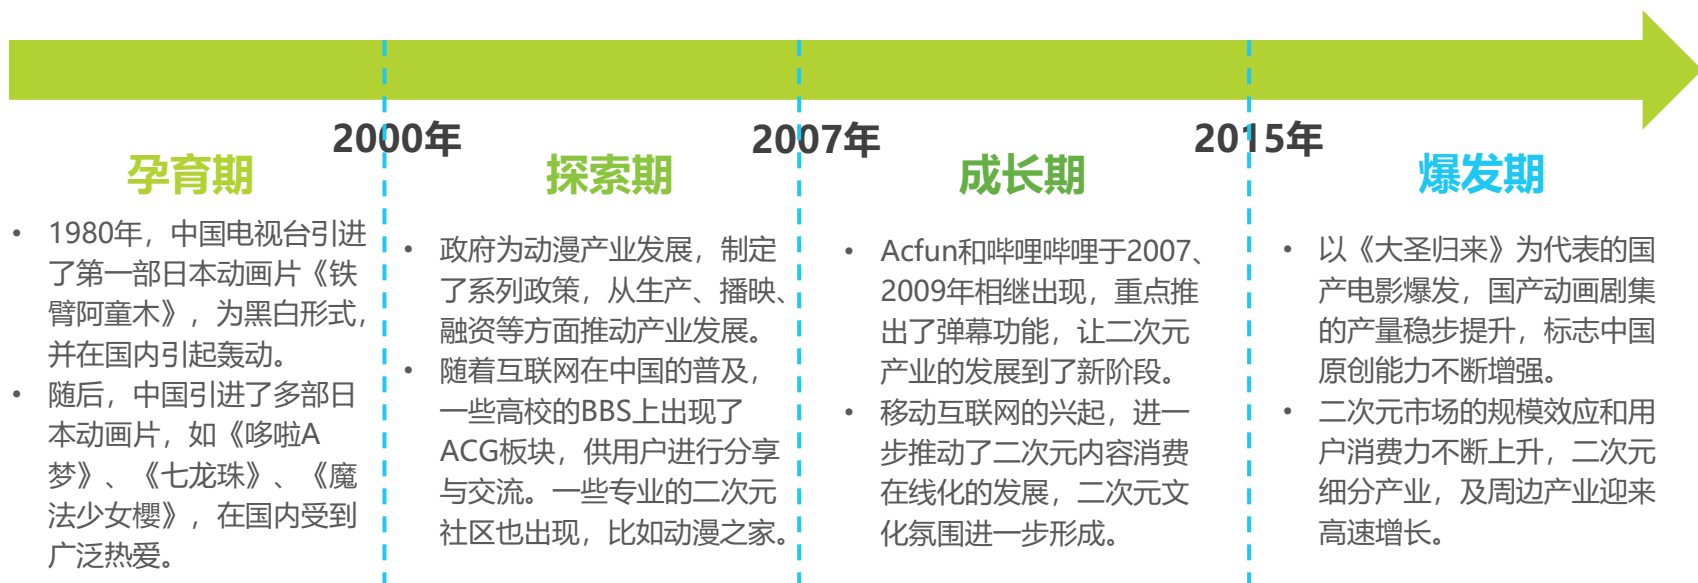 2000年
2007年
2015年
孕育期
• 1980年，中国电视台引进
了第一部日本动画片《铁
臂阿童木》，为黑白形式，
并在国内引起轰动。
• 随后，中国引进了多部日
本动画片，如《哆啦A
梦》、《七龙珠》、《魔
法少女樱》，在国内受到
广泛热爱。
探索期
• 政府为动漫产业发展，制定
了系列政策，从生产、播映、
融资等方面推动产业发展。
• 随着互联网在中国的普及，
一些高校的BBS上出现了
ACG板块，供用户进行分享
与交流。一些专业的二次元
社区也出现，比如动漫之家。
成长期
• Acfun和哔哩哔哩于2007、
2009年相继出现，重点推
出了弹幕功能，让二次元
产业的发展到了新阶段。
• 移动互联网的兴起，进一
步推动了二次元内容消费
在线化的发展，二次元文
化氛围进一步形成。
爆发期
• 以《大圣归来》为代表的国
产电影爆发，国产动画剧集
的产量稳步提升，标志中国
原创能力不断增强。
• 二次元市场的规模效应和用
户消费力不断上升，二次元
细分产业，及周边产业迎来
高速增长。